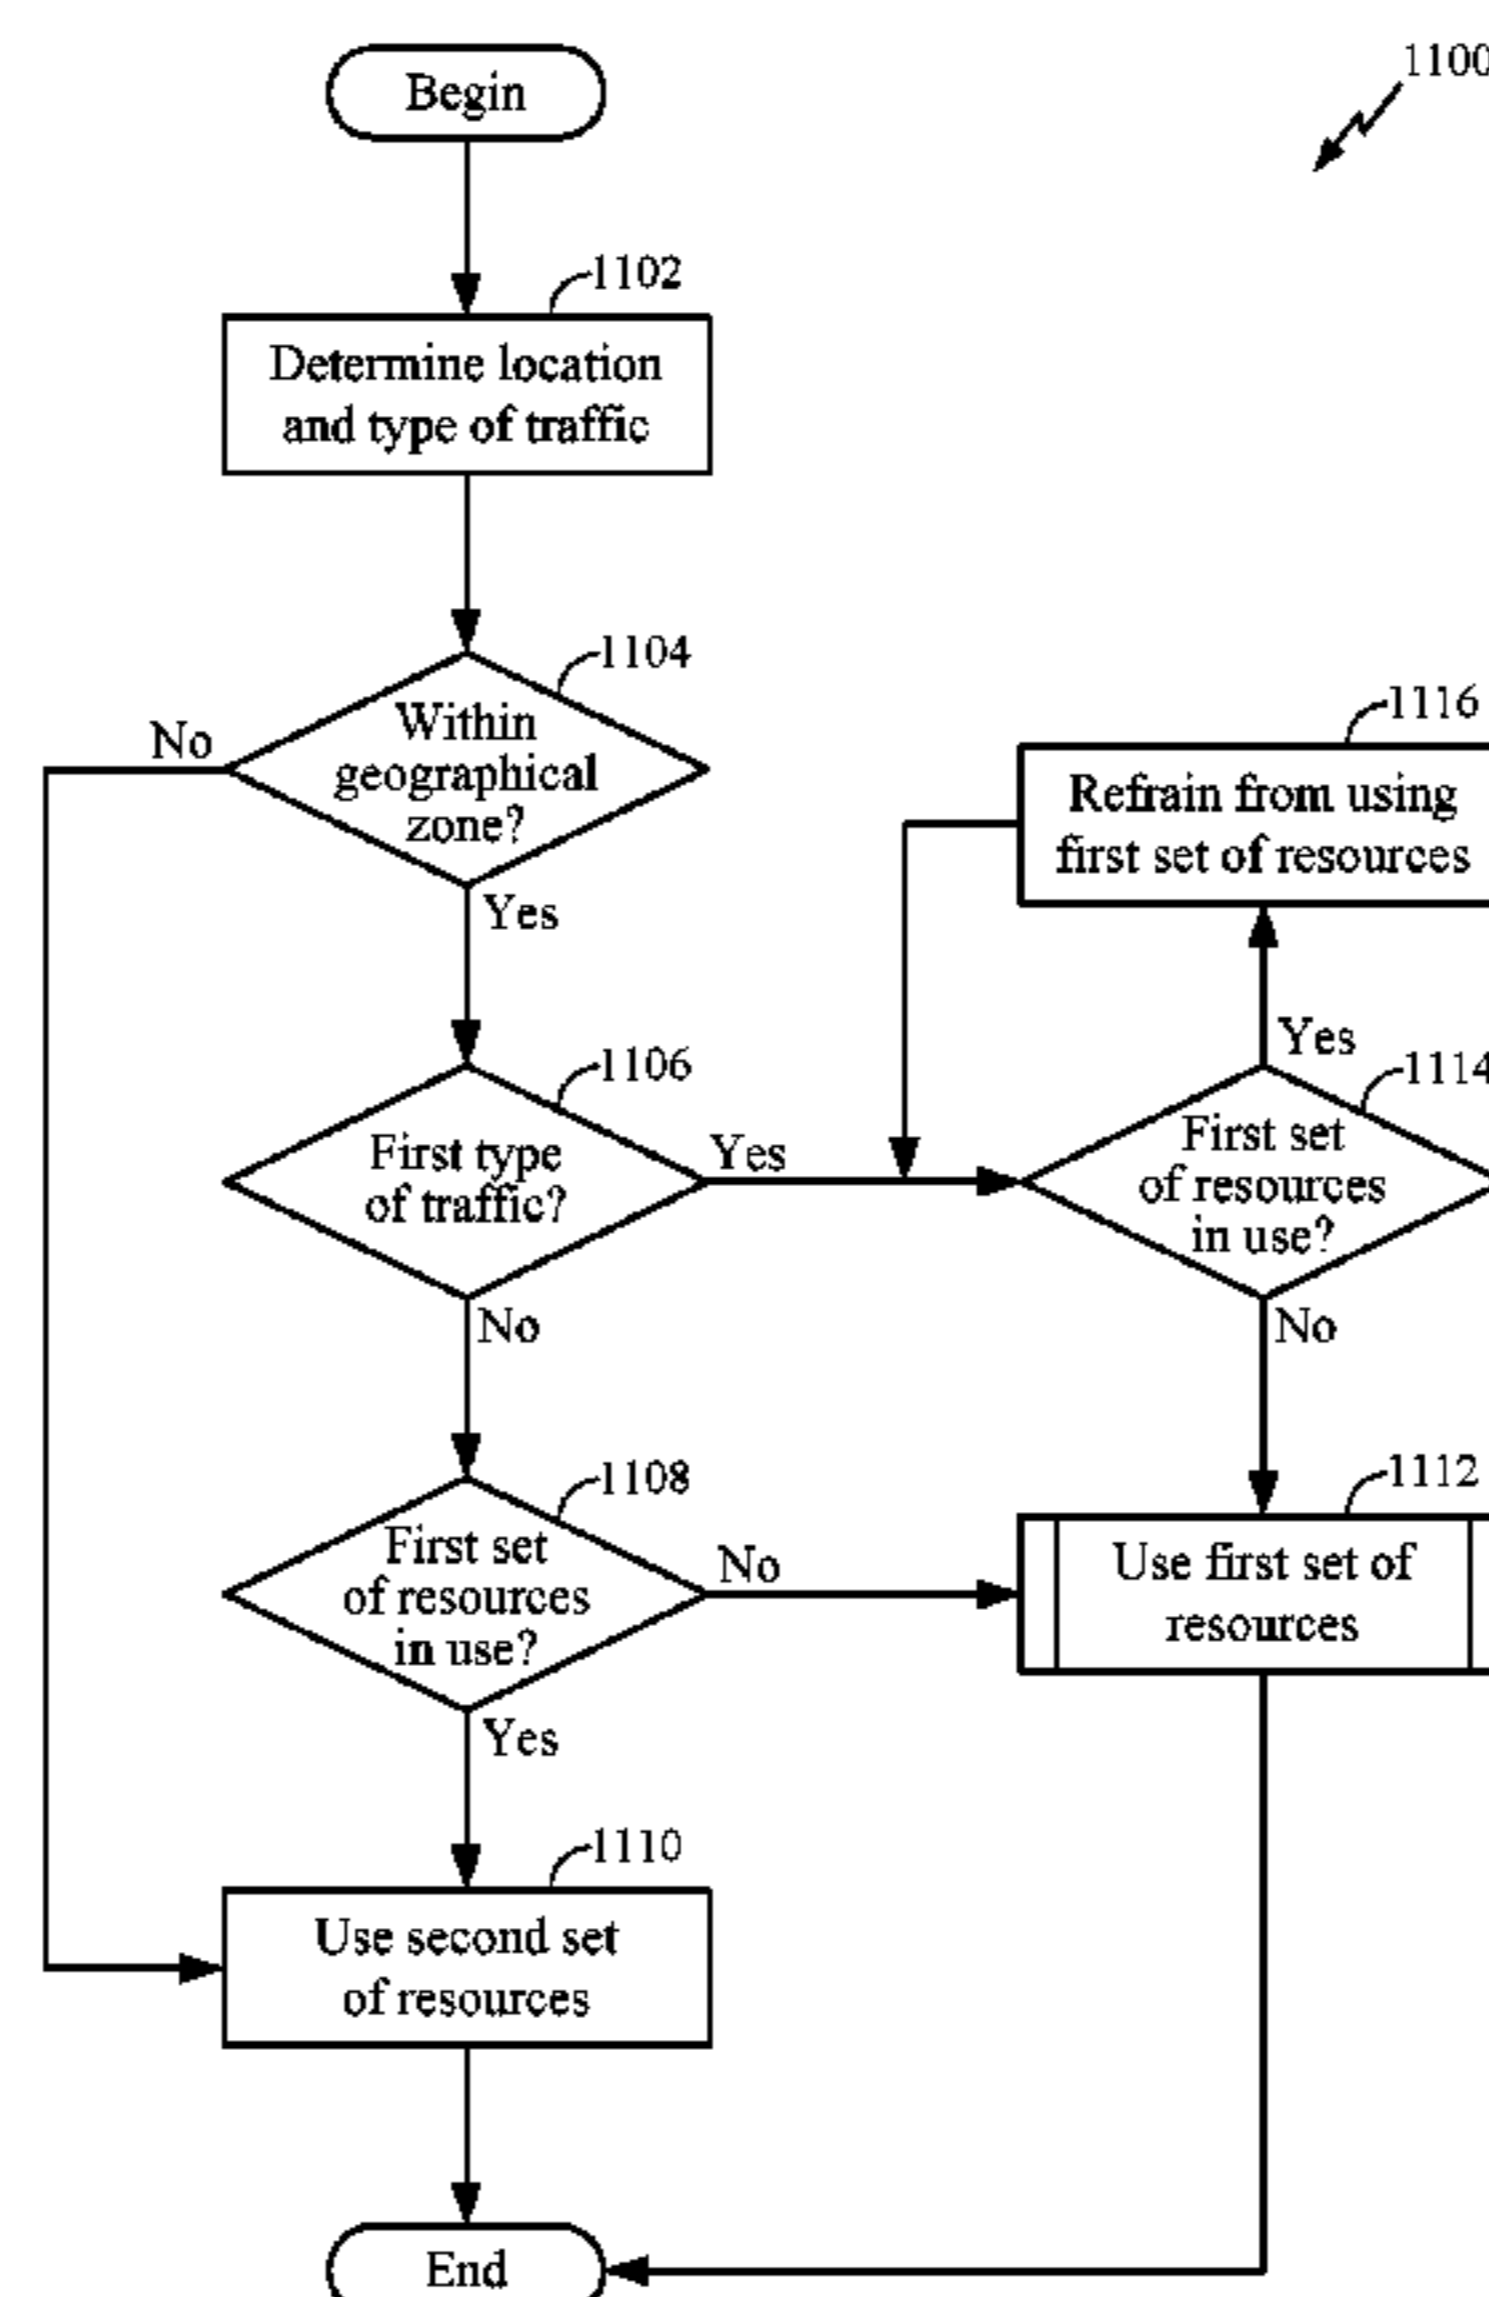 Begin
1100
1102
Determine location
and type of traffic
1104
Within
geographical
zone?
No
Yes
1116
Refrain from using
first set of resources
1106
First type
of traffic?
Yes
No
Yes
1114
First set
of resources
in use?
No
1108
First set
of resources
in use?
No
Yes
1112
Use first set of
resources
1110
Use second set
of resources
End